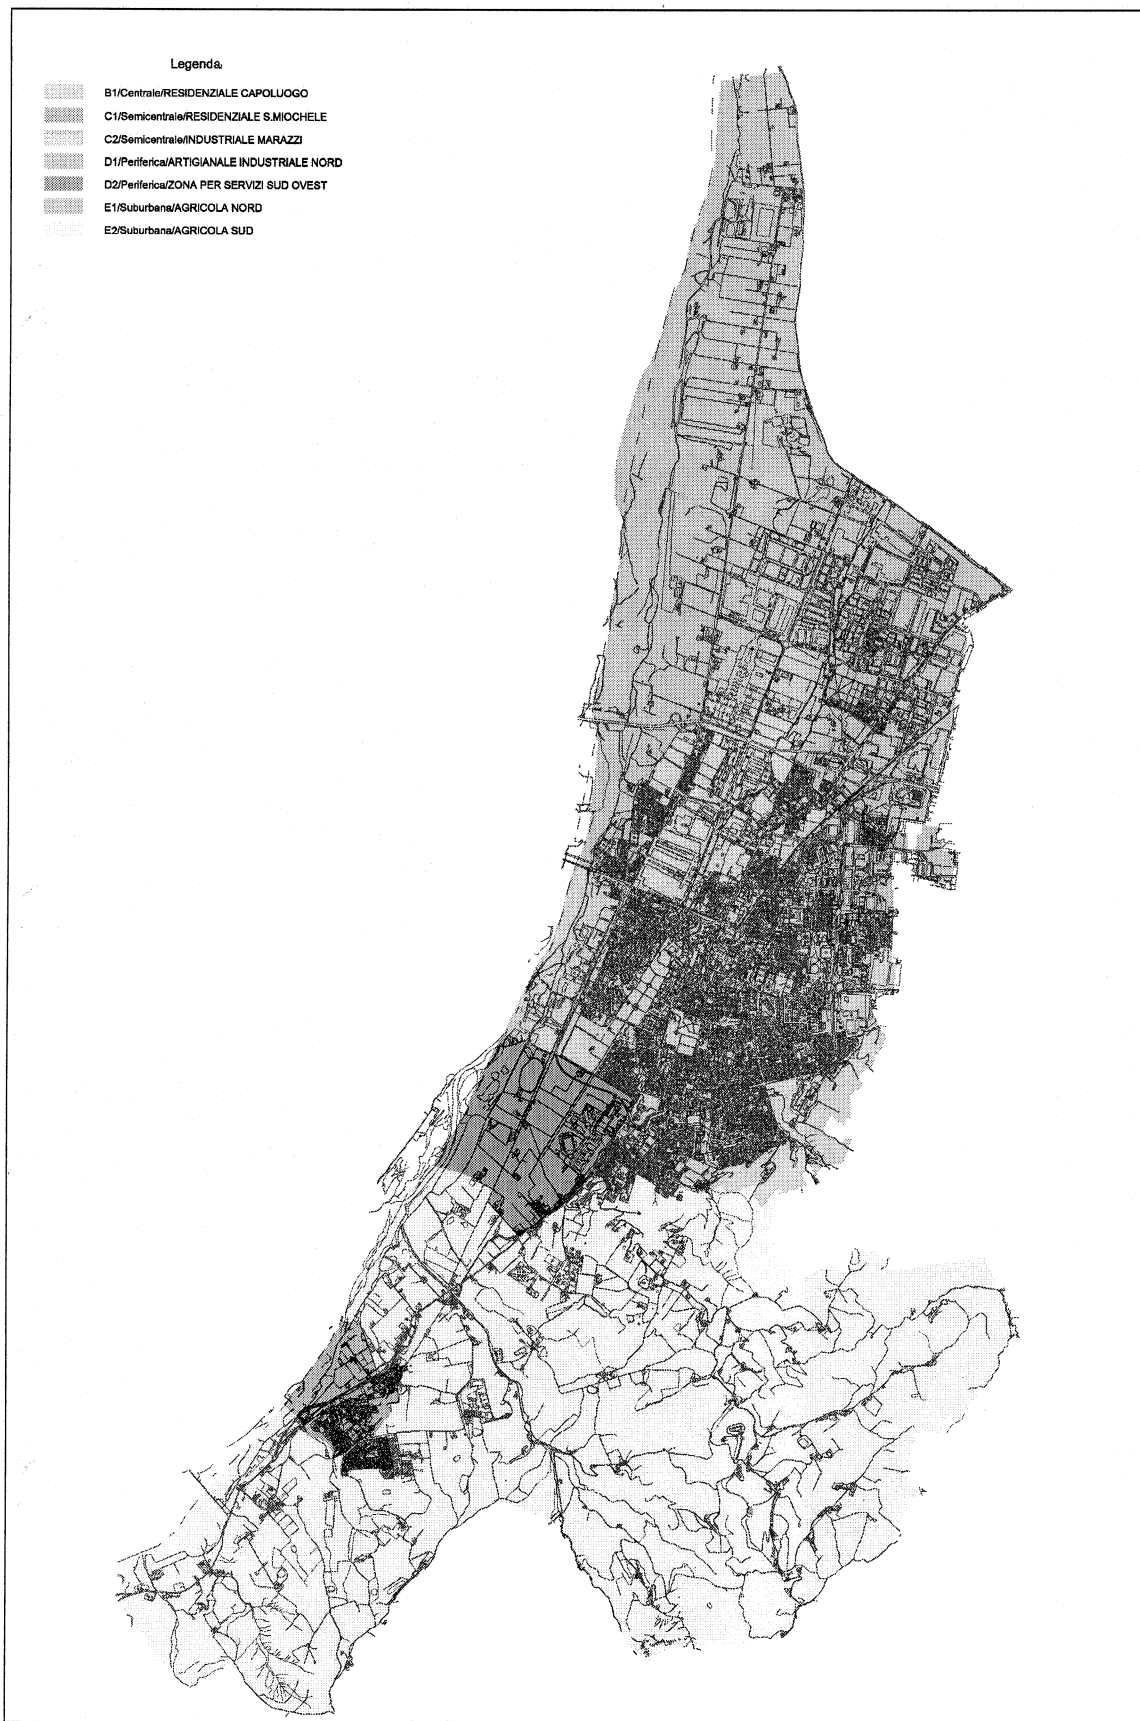 Legenda
B1/Centrale/RESIDENZIALE CAPOLUOGO
C1/Semicentrale/RESIDENZIALE S.MIOCHELE
C2/Semicentrale/INDUSTRIALE MARAZZI
D1/Periferica/ARTIGIANALE INDUSTRIALE NORD
D2/Periferica/ZONA PER SERVIZI SUD OVEST
E1/Suburbana/AGRICOLA NORD
E2/Suburbana/AGRICOLA SUD